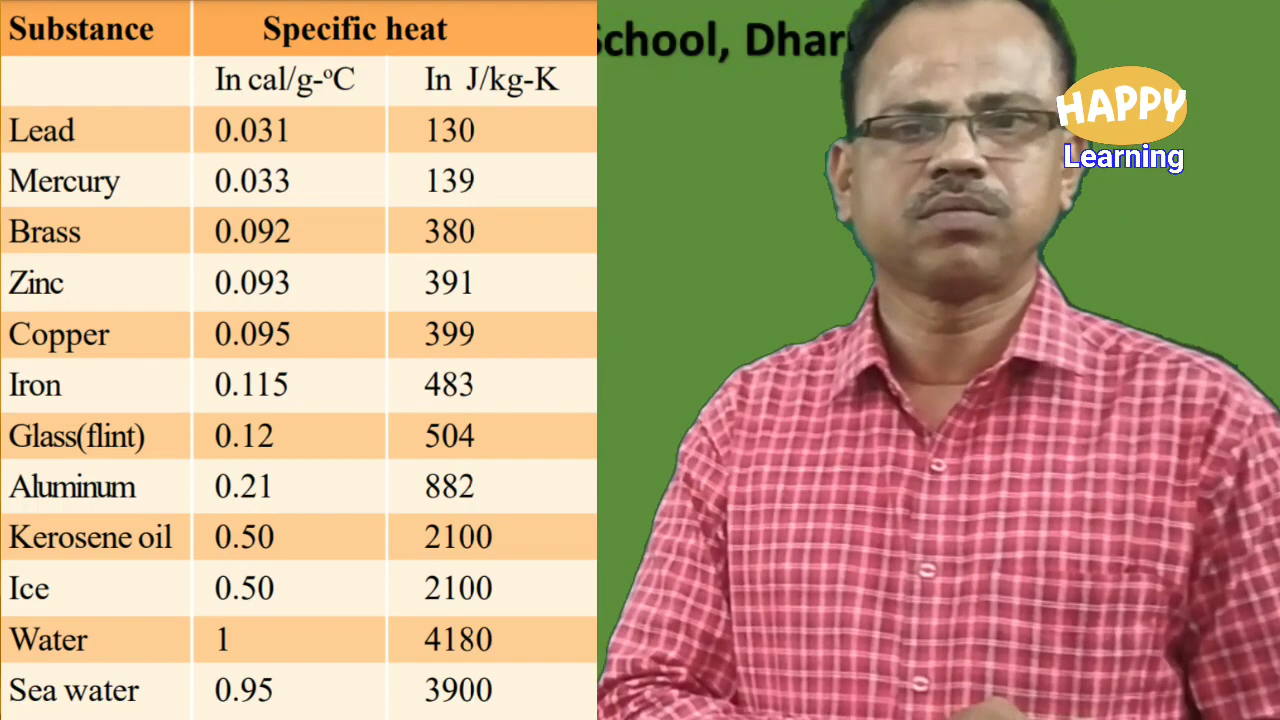 Substance Specific heat
In cal/g-ºC In J/kg-K
Lead 0.031 130
Mercury 0.033 139
Brass 0.092 380
Zinc 0.093 391
Copper 0.095 399
Iron 0.115 483
Glass(flint) 0.12 504
Aluminum 0.21 882
Kerosene oil 0.50 2100
Ice 0.50 2100
Water 1 4180
Sea water 0.95 3900
School, Dhar
HAPPY
Learning